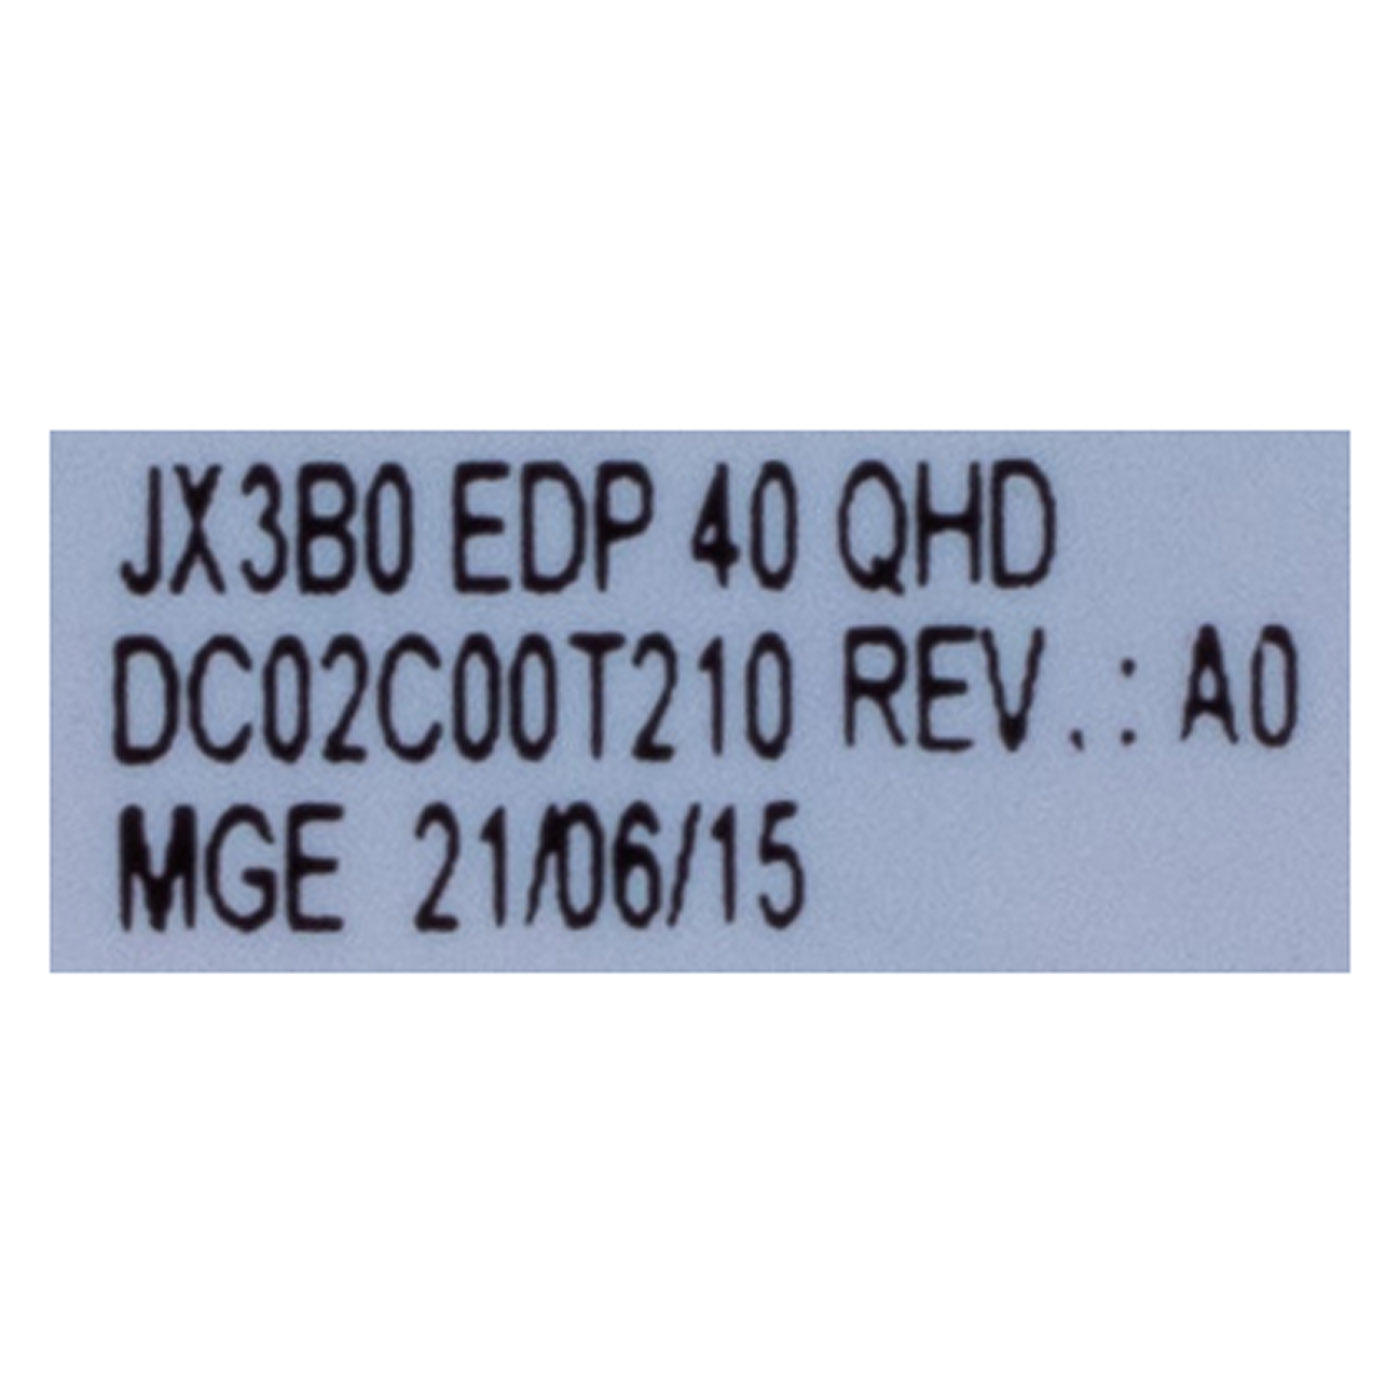 JX3B0 EDP 40 QHD
DC02C00T210 REV.: A0
MGE 21/06/15